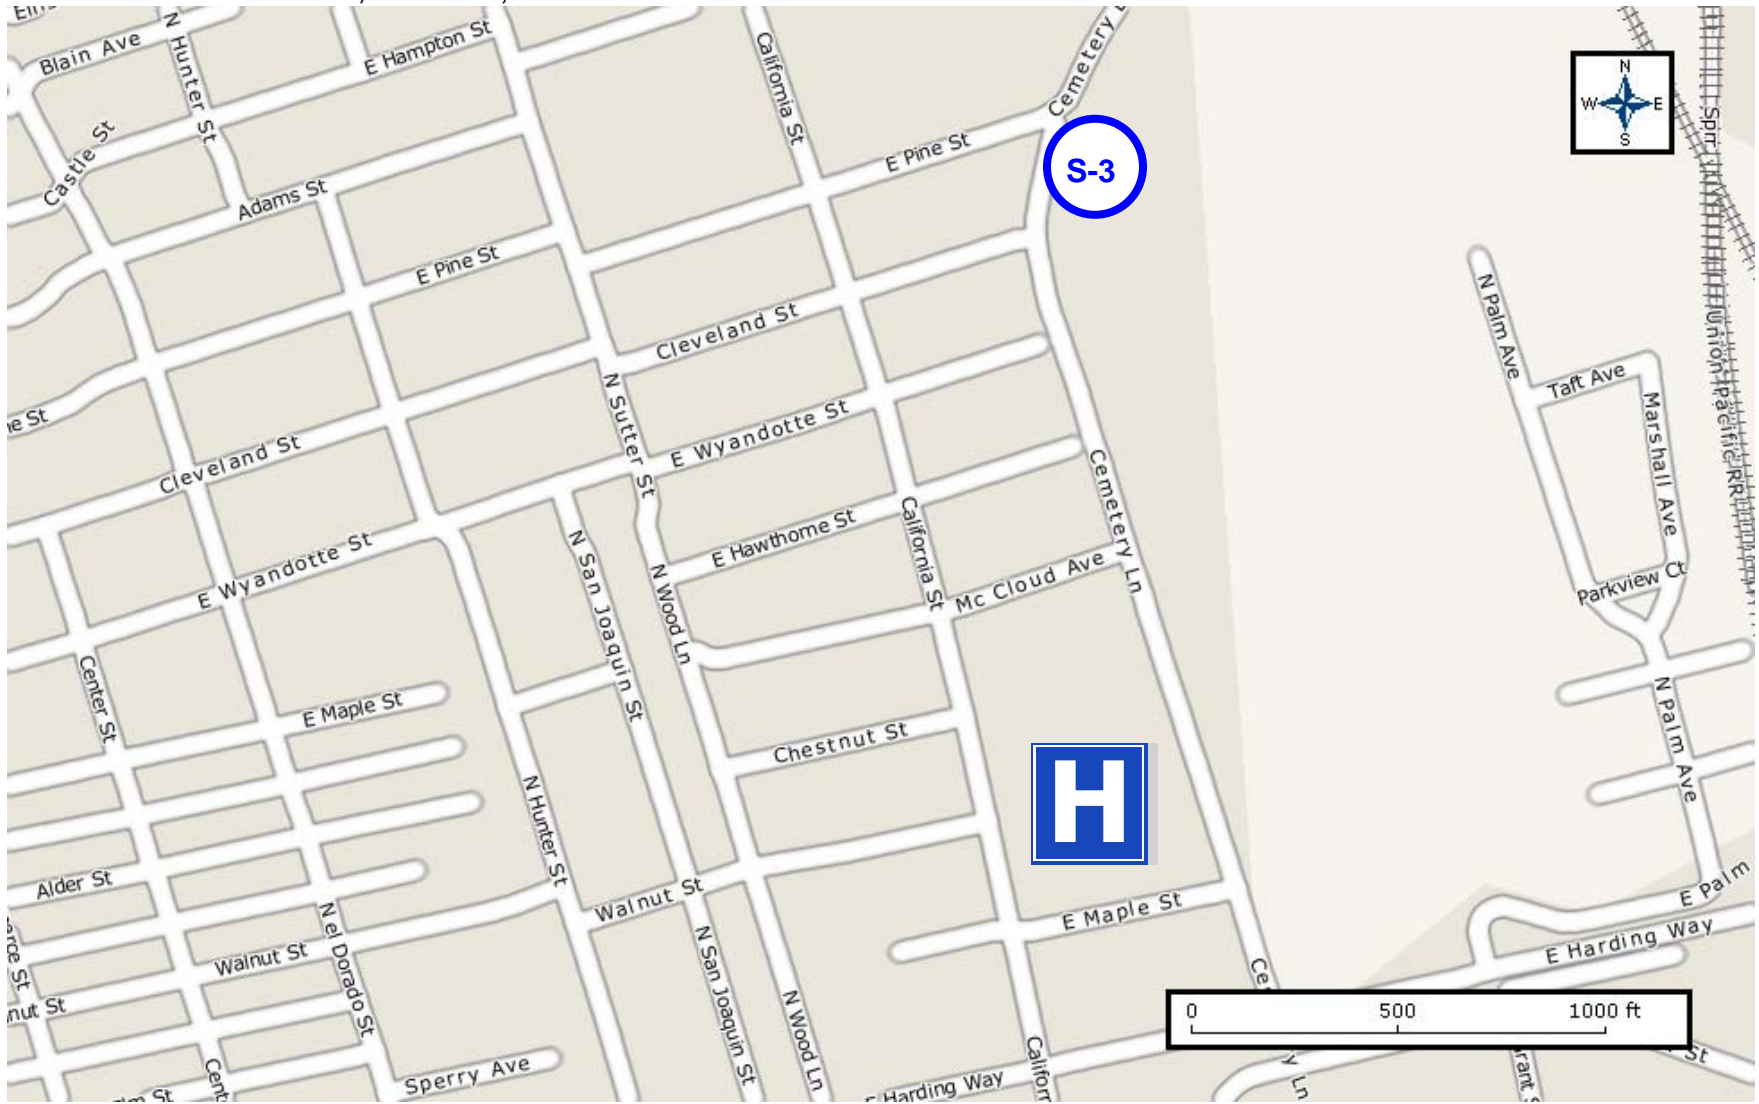 Blain Ave
N Hunter St
E Hampton St
California St
Cemetery
N
W
E
S
Castle St
Adams St
E Pine St
S-3
E Pine St
Cleveland St
N Palm Ave
Taft Ave
Marshall Ave
Union Pacific RR
N Sutter St
E Wyandotte St
Cleveland St
Cemetery Ln
E Hawthorne St
California St
Mc Cloud Ave
Parkview Ct
E Wyandotte St
N San Joaquin St
N Wood Ln
Center St
E Maple St
N Palm Ave
Chestnut St
H
N Hunter St
Alder St
Walnut St
E Maple St
E Palm
E Harding Way
Walnut St
N el Dorado St
N San Joaquin St
N Wood Ln
0 500 1000 ft
Sperry Ave
E Harding Way